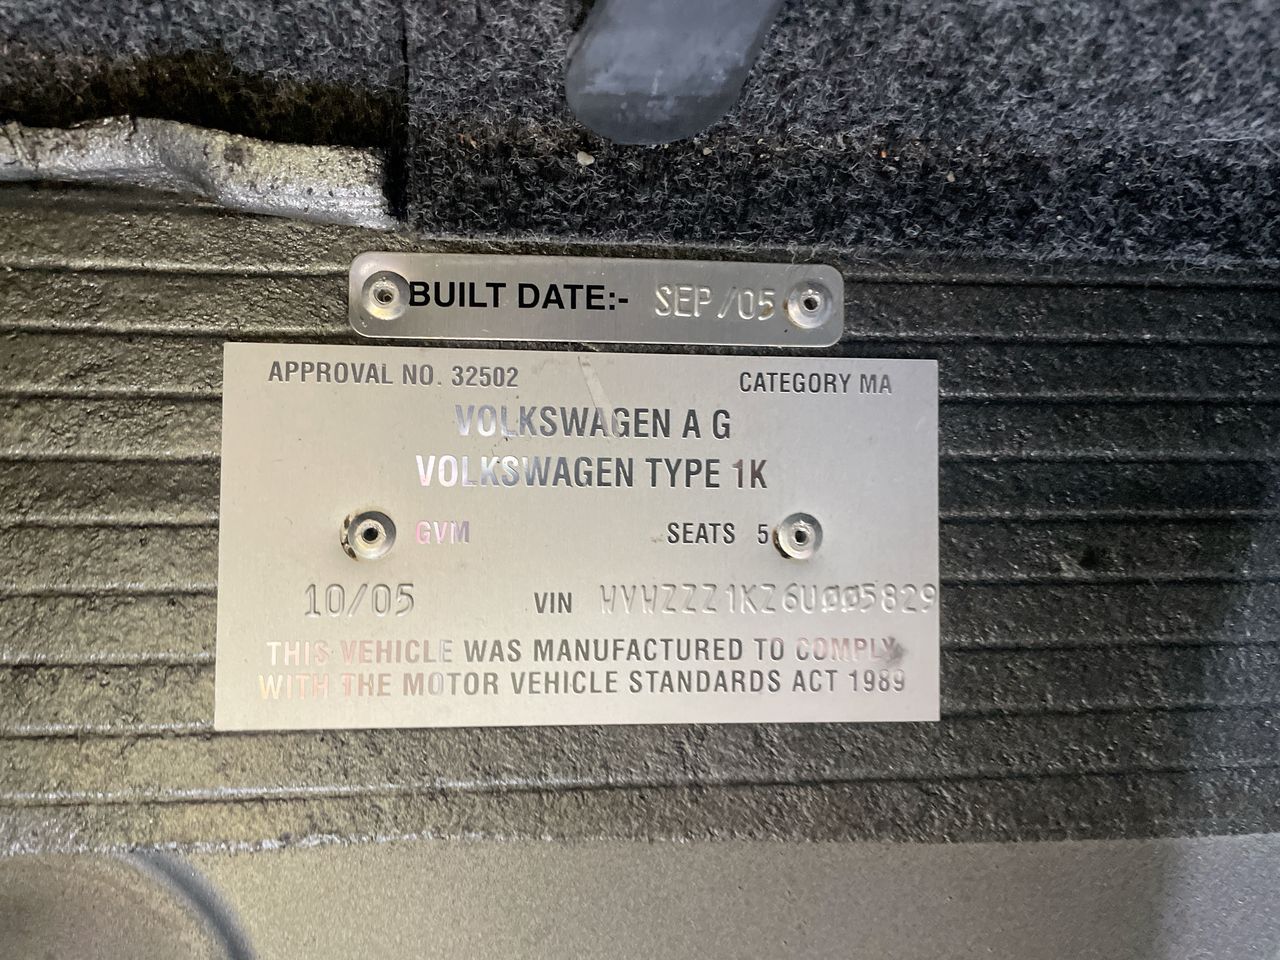 BUILT DATE:- SEP/05
APPROVAL NO. 32502 CATEGORY MA
VOLKSWAGEN A G
VOLKSWAGEN TYPE 1K
GVM SEATS 5
10/05 VIN WVWZZZ1KZ6U005829
THIS VEHICLE WAS MANUFACTURED TO COMPLY
WITH THE MOTOR VEHICLE STANDARDS ACT 1989